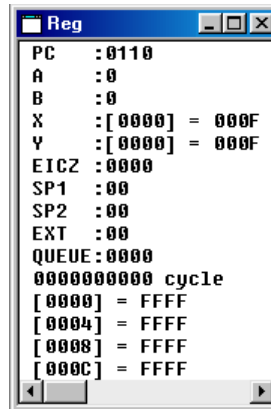 Reg
PC :0110
A :0
B :0
X :[0000] = 000F
Y :[0000] = 000F
EICZ :0000
SP1 :00
SP2 :00
EXT :00
QUEUE:0000
0000000000 cycle
[0000] = FFFF
[0004] = FFFF
[0008] = FFFF
[000C] = FFFF